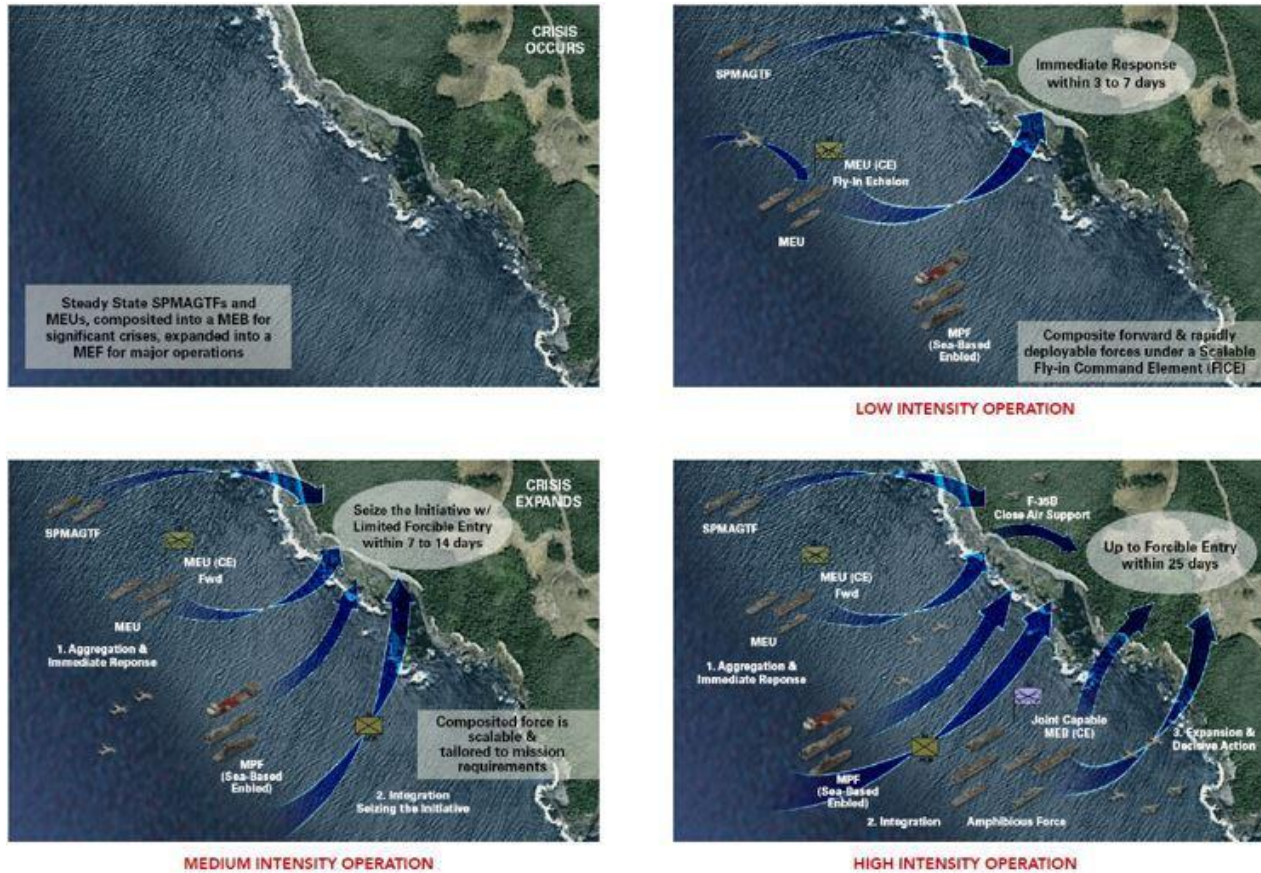 CRISIS
OCCURS
Steady State SPMAGTFs and
MEUs, composited into a MEB for
significant crises, expanded into a
MEF for major operations
SPMAGTF
Immediate Response
within 3 to 7 days
MEU (CE)
Fly-In Echelon
MEU
MPF
(Sea-Based
Enbled)
Composite forward & rapidly
deployable forces under a Scalable
Fly-in Command Element (FICE)
LOW INTENSITY OPERATION
CRISIS
EXPANDS
Seize the Initiative w/
Limited Forcible Entry
within 7 to 14 days
SPMAGTF
MEU (CE)
Fwd
MEU
1. Aggregation &
Immediate Reponse
MPF
(Sea-Based
Enbled)
Composited force is
scalable &
tailored to mission
requirements
2. Integration
Seizing the Initiative
MEDIUM INTENSITY OPERATION
F-35B
Close Air Support
SPMAGTF
Up to Forcible Entry
within 25 days
MEU (CE)
Fwd
MEU
1. Aggregation &
Immediate Reponse
Joint Capable
MEB (CE)
3. Expansion &
Decisive Action
MPF
(Sea-Based
Enbled)
2. Integration
Amphibious Force
HIGH INTENSITY OPERATION